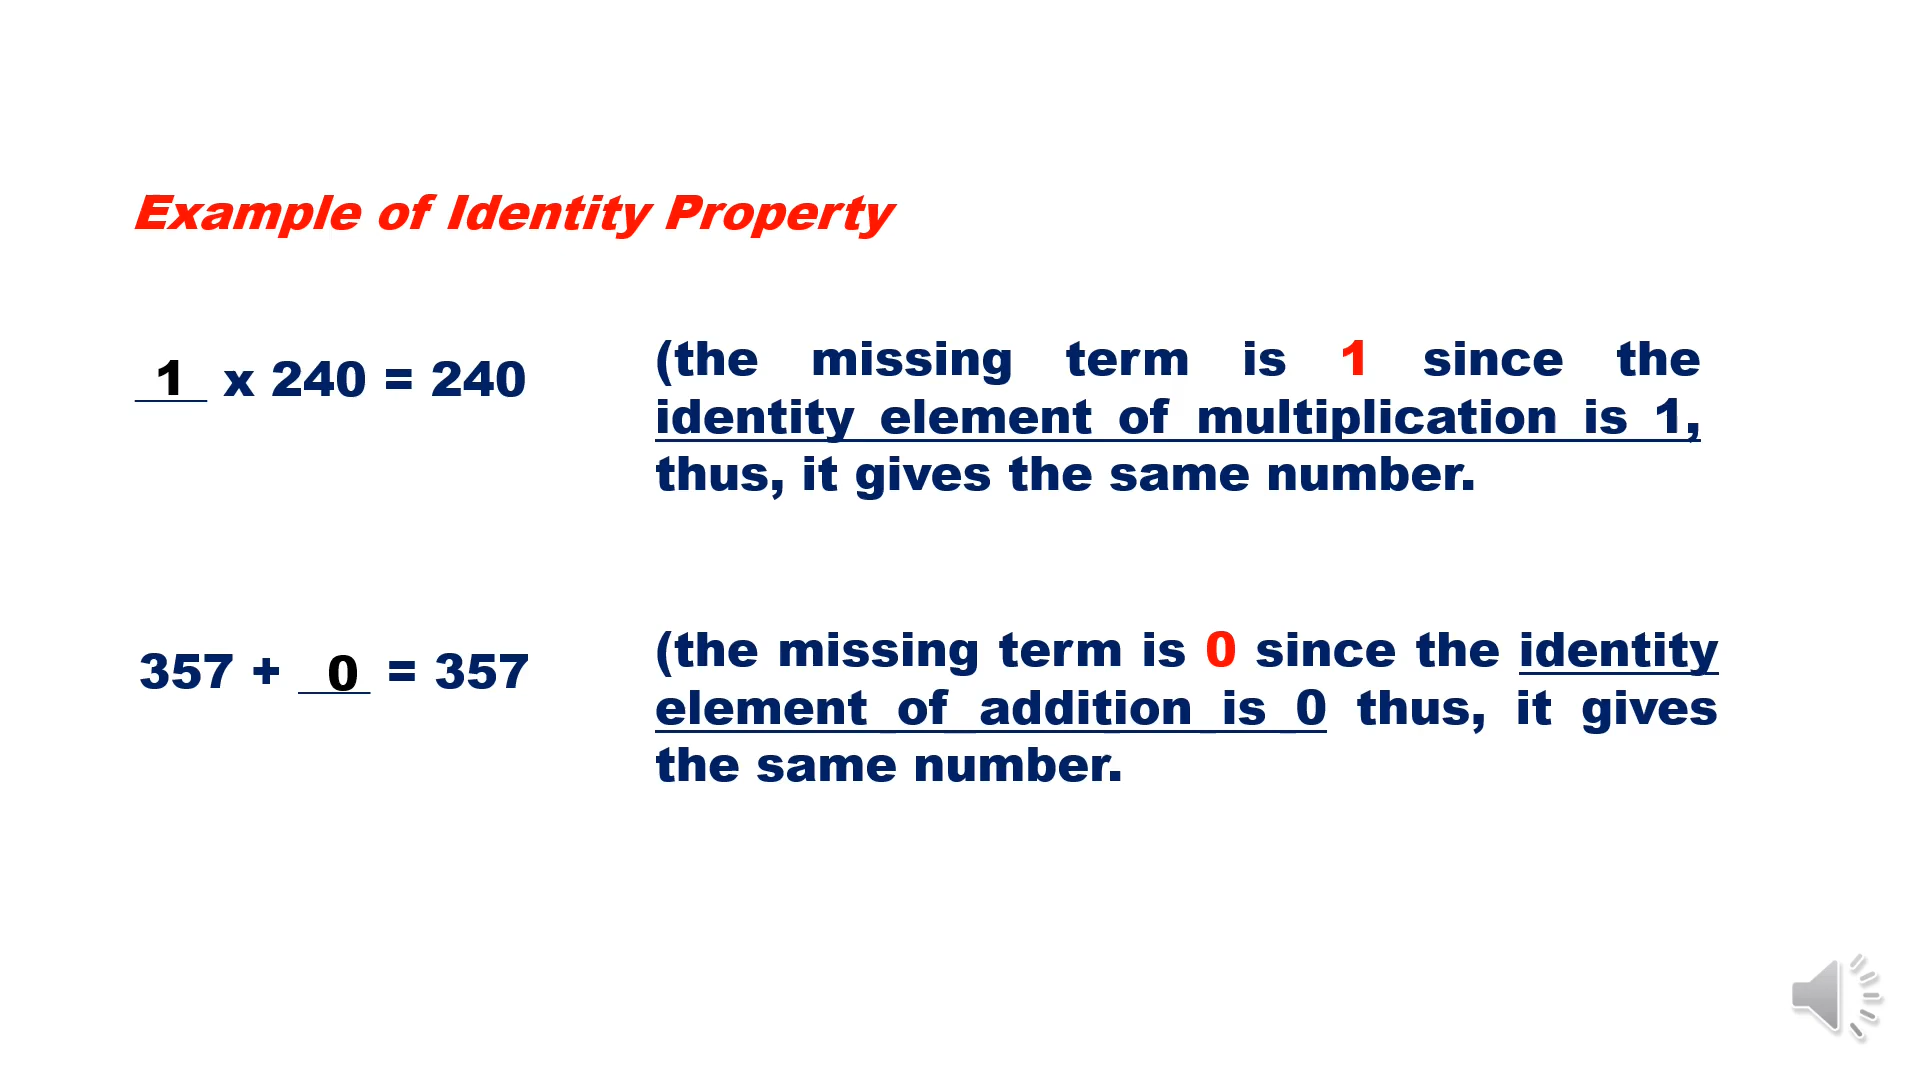 Example of Identity Property
1 x 240 = 240
(the missing term is 1 since the
identity element of multiplication is 1,
thus, it gives the same number.
357 + 0 = 357
(the missing term is 0 since the identity
element of addition is 0 thus, it gives
the same number.